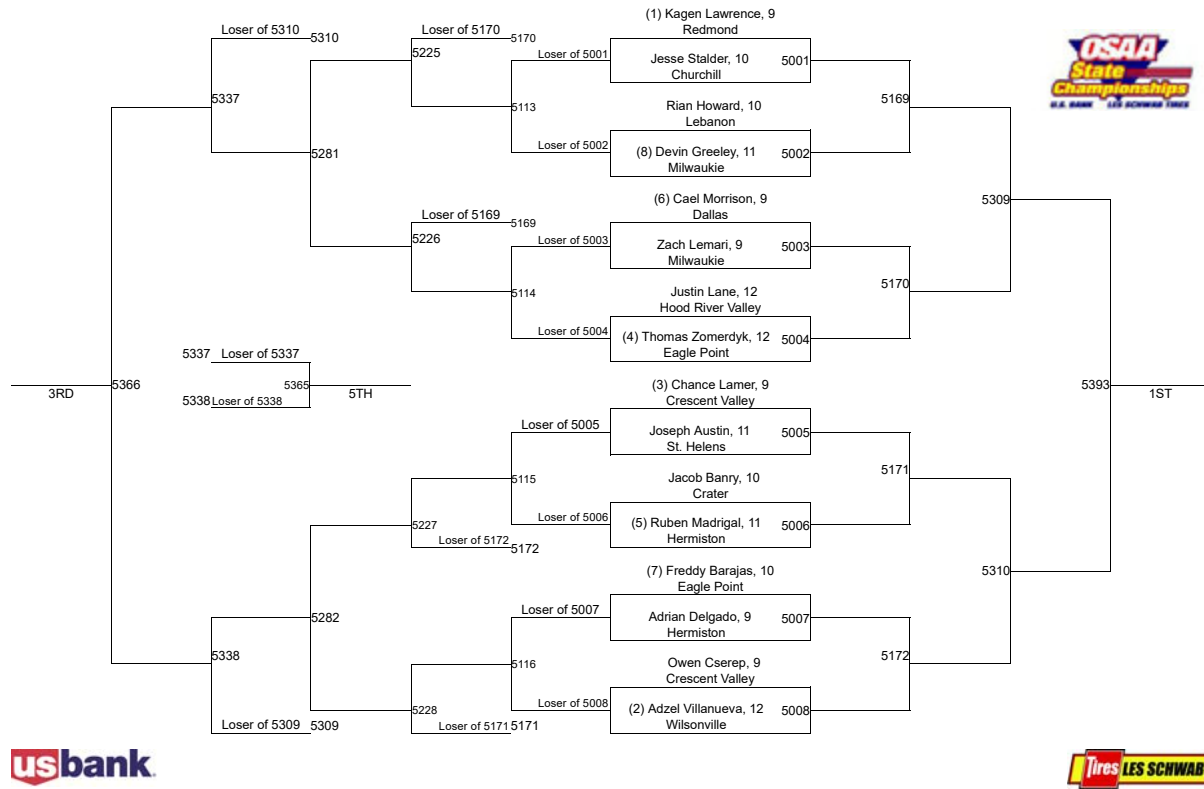 Loser of 5310
5310
Loser of 5170
5170
(1) Kagen Lawrence, 9
Redmond
5225
Loser of 5001
Jesse Stalder, 10
5001
Churchill
OSAA
State
Championships
U.S. BANK LES SCHWAB TIRES
5337
5113
Rian Howard, 10
Lebanon
5169
5281
Loser of 5002
(8) Devin Greeley, 11
5002
Milwaukie
(6) Cael Morrison, 9
Dallas
5309
Loser of 5169
5169
5226
Loser of 5003
Zach Lemari, 9
5003
Milwaukie
5114
Justin Lane, 12
Hood River Valley
5170
Loser of 5004
(4) Thomas Zomerdyk, 12
5004
Eagle Point
5337
Loser of 5337
3RD
5366
5365
5TH
(3) Chance Lamer, 9
Crescent Valley
5393
1ST
5338
Loser of 5338
Loser of 5005
Joseph Austin, 11
5005
St. Helens
5115
Jacob Banry, 10
Crater
5171
5227
Loser of 5006
(5) Ruben Madrigal, 11
5006
Hermiston
Loser of 5172
5172
(7) Freddy Barajas, 10
Eagle Point
5310
5282
Loser of 5007
Adrian Delgado, 9
5007
Hermiston
5338
5116
Owen Cserep, 9
Crescent Valley
5172
5228
Loser of 5008
(2) Adzel Villanueva, 12
5008
Wilsonville
Loser of 5309
5309
Loser of 5171
5171
usbank
Tires LES SCHWAB